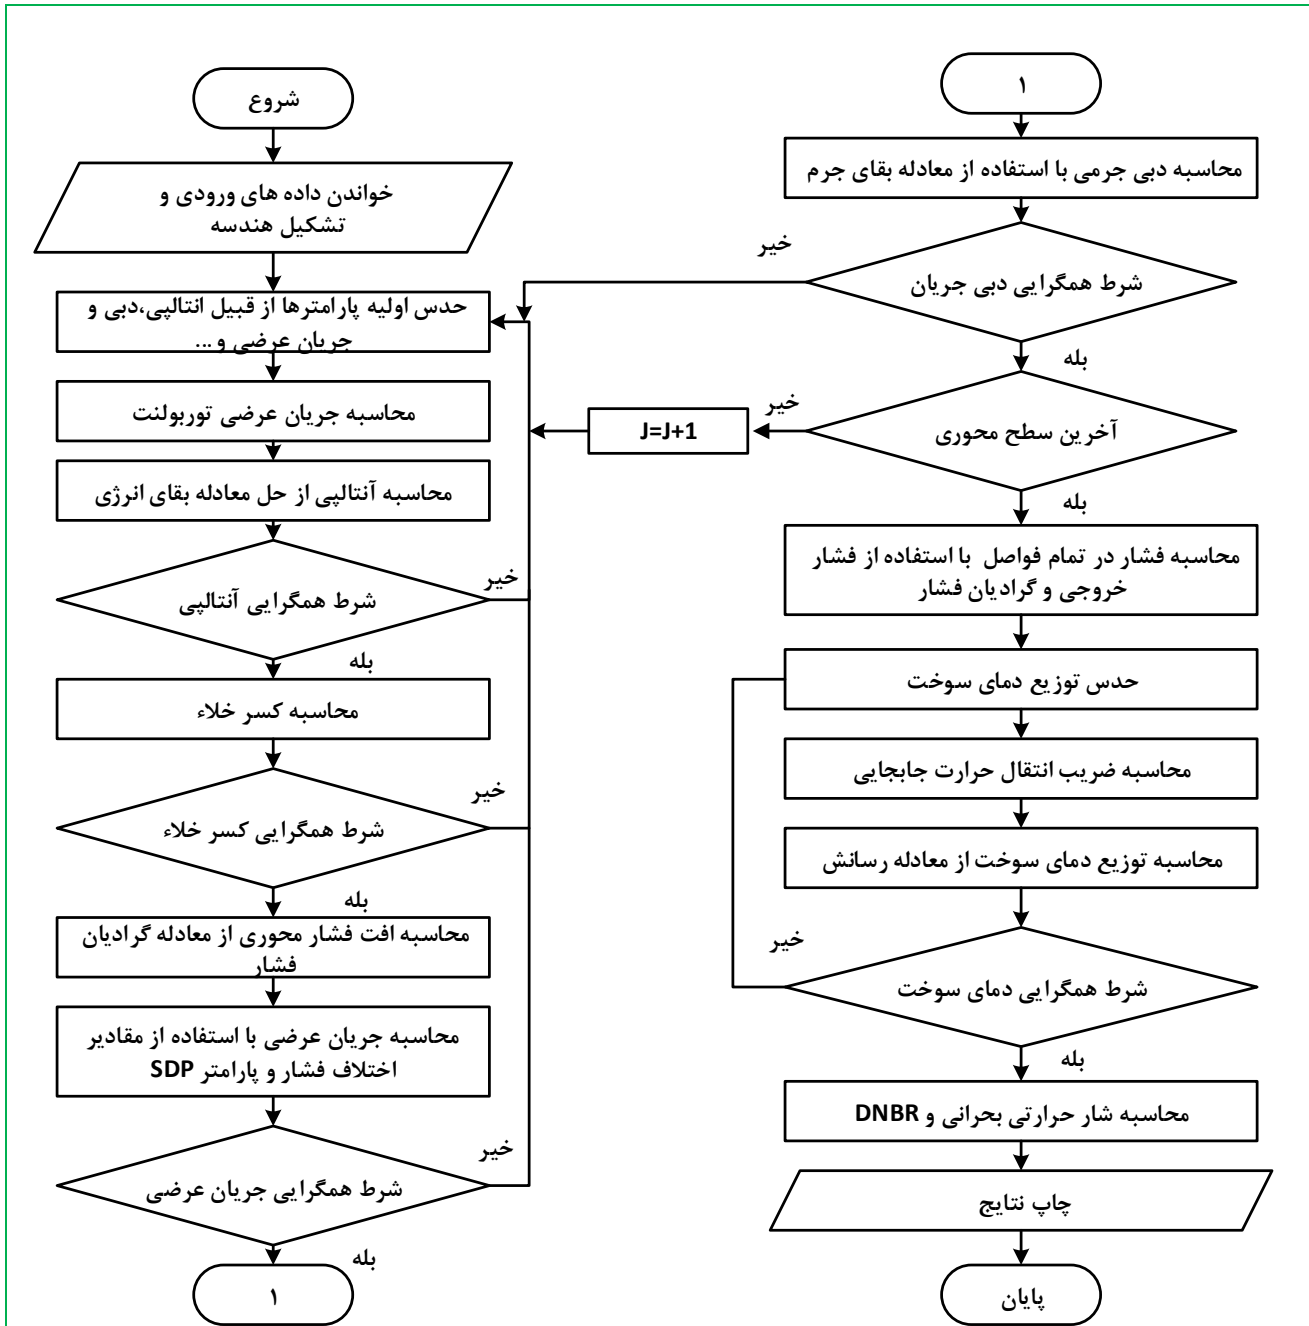 شروع
خواندن داده های ورودی و
تشکیل هندسه
حدس اولیه پارامترها از قبیل انتالپی،دبی و
جریان عرضی و...
محاسبه جریان عرضی توربولنت
محاسبه آنتالپی از حل معادله بقای انرژی
شرط همگرایی آنتالپی
خیر
بله
محاسبه کسر خلاء
شرط همگرایی کسر خلاء
خیر
بله
محاسبه افت فشار محوری از معادله گرادیان
فشار
محاسبه جریان عرضی با استفاده از مقادیر
اختلاف فشار و پارامتر SDP
شرط همگرایی جریان عرضی
خیر
بله
۱
۱
محاسبه دبی جرمی با استفاده از معادله بقای جرم
شرط همگرایی دبی جریان
خیر
بله
آخرین سطح محوری
خیر
J=J+1
بله
محاسبه فشار در تمام فواصل با استفاده از فشار
خروجی و گرادیان فشار
حدس توزیع دمای سوخت
محاسبه ضریب انتقال حرارت جابجایی
محاسبه توزیع دمای سوخت از معادله رسانش
شرط همگرایی دمای سوخت
خیر
بله
محاسبه شار حرارتی بحرانی و DNBR
چاپ نتایج
پایان